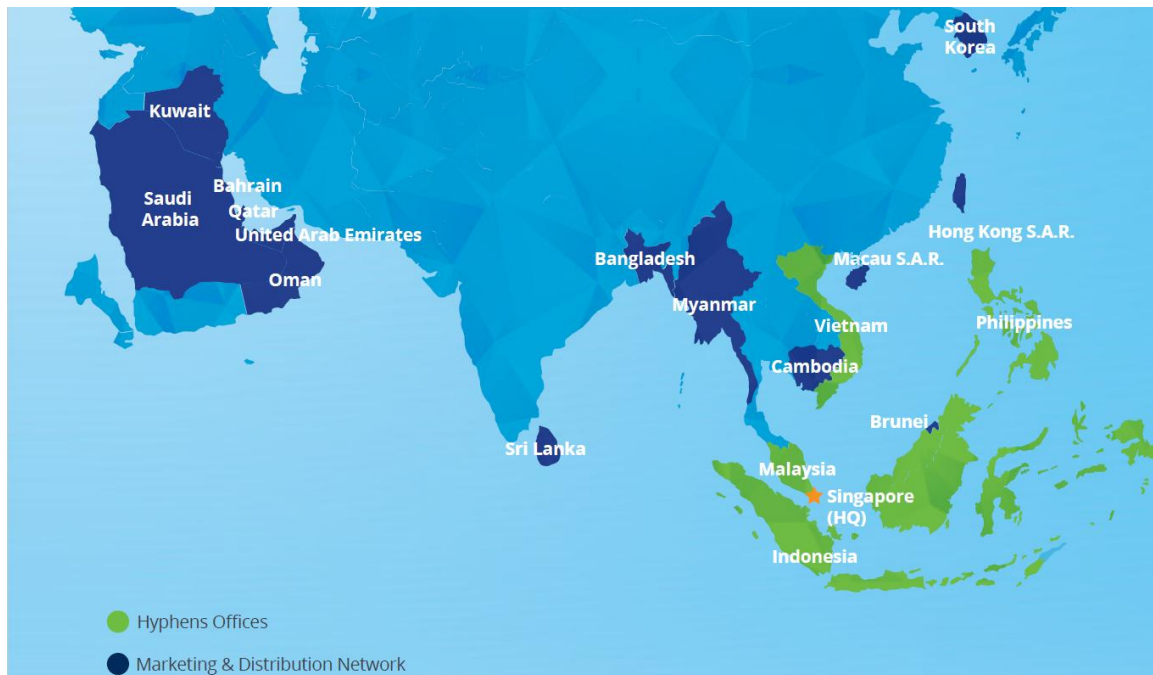 South
Korea
Kuwait
Bahrain
Saudi
Arabia
Qatar
United Arab Emirates
Hong Kong S.A.R.
Bangladesh
Macau S.A.R.
Oman
Myanmar
Vietnam
Philippines
Cambodia
Brunei
Sri Lanka
Malaysia
Singapore
(HQ)
Indonesia
Hyphens Offices
Marketing & Distribution Network